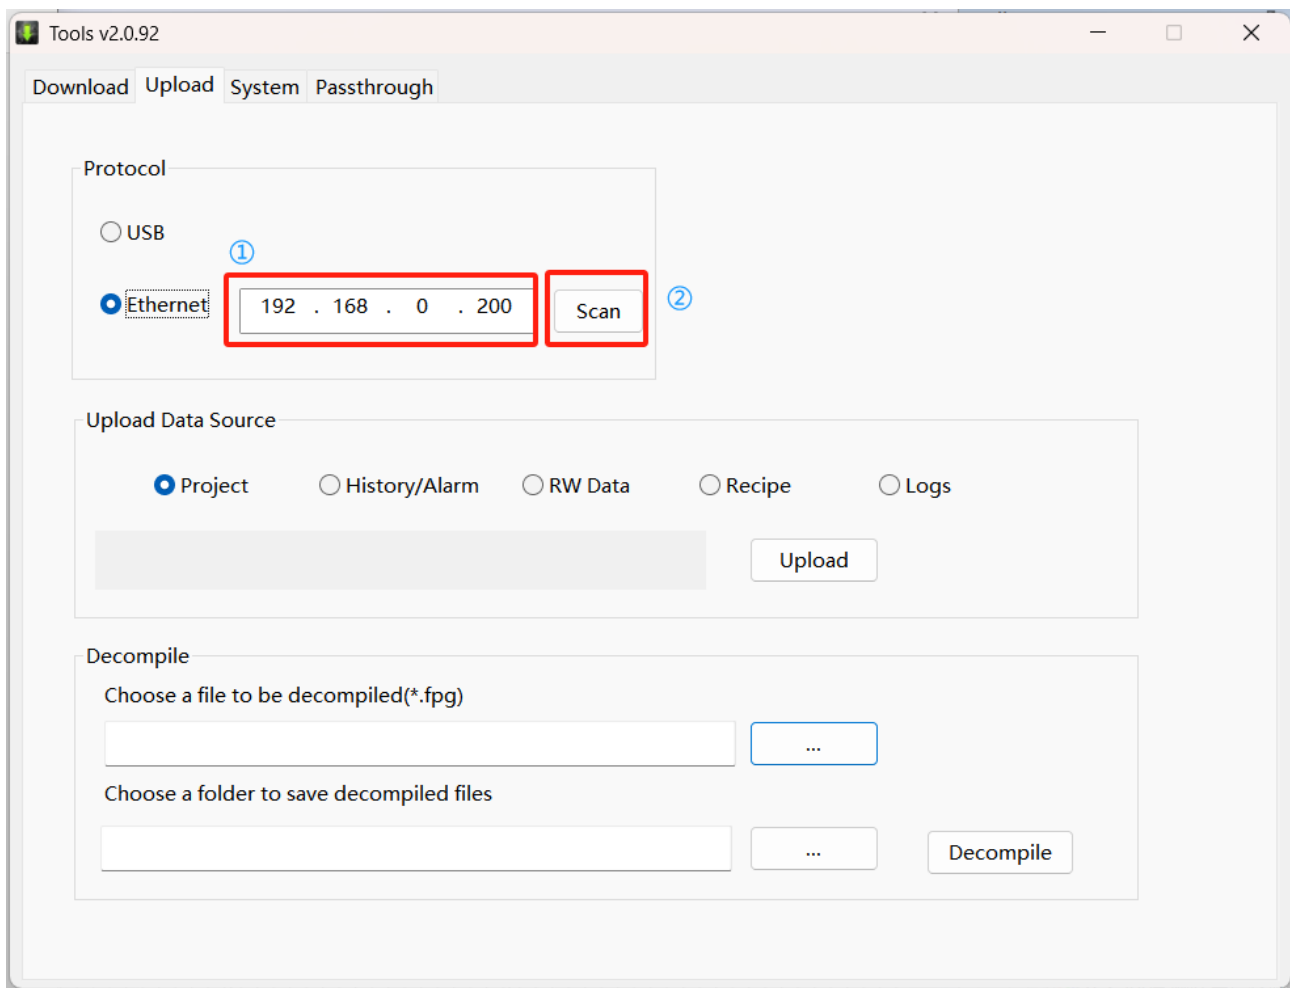 Tools v2.0.92
Download Upload System Passthrough
Protocol
USB
①
Ethernet 192 . 168 . 0 . 200 Scan ②
Upload Data Source
Project History/Alarm RW Data Recipe Logs
Upload
Decompile
Choose a file to be decompiled(*.fpg)
...
Choose a folder to save decompiled files
... Decompile